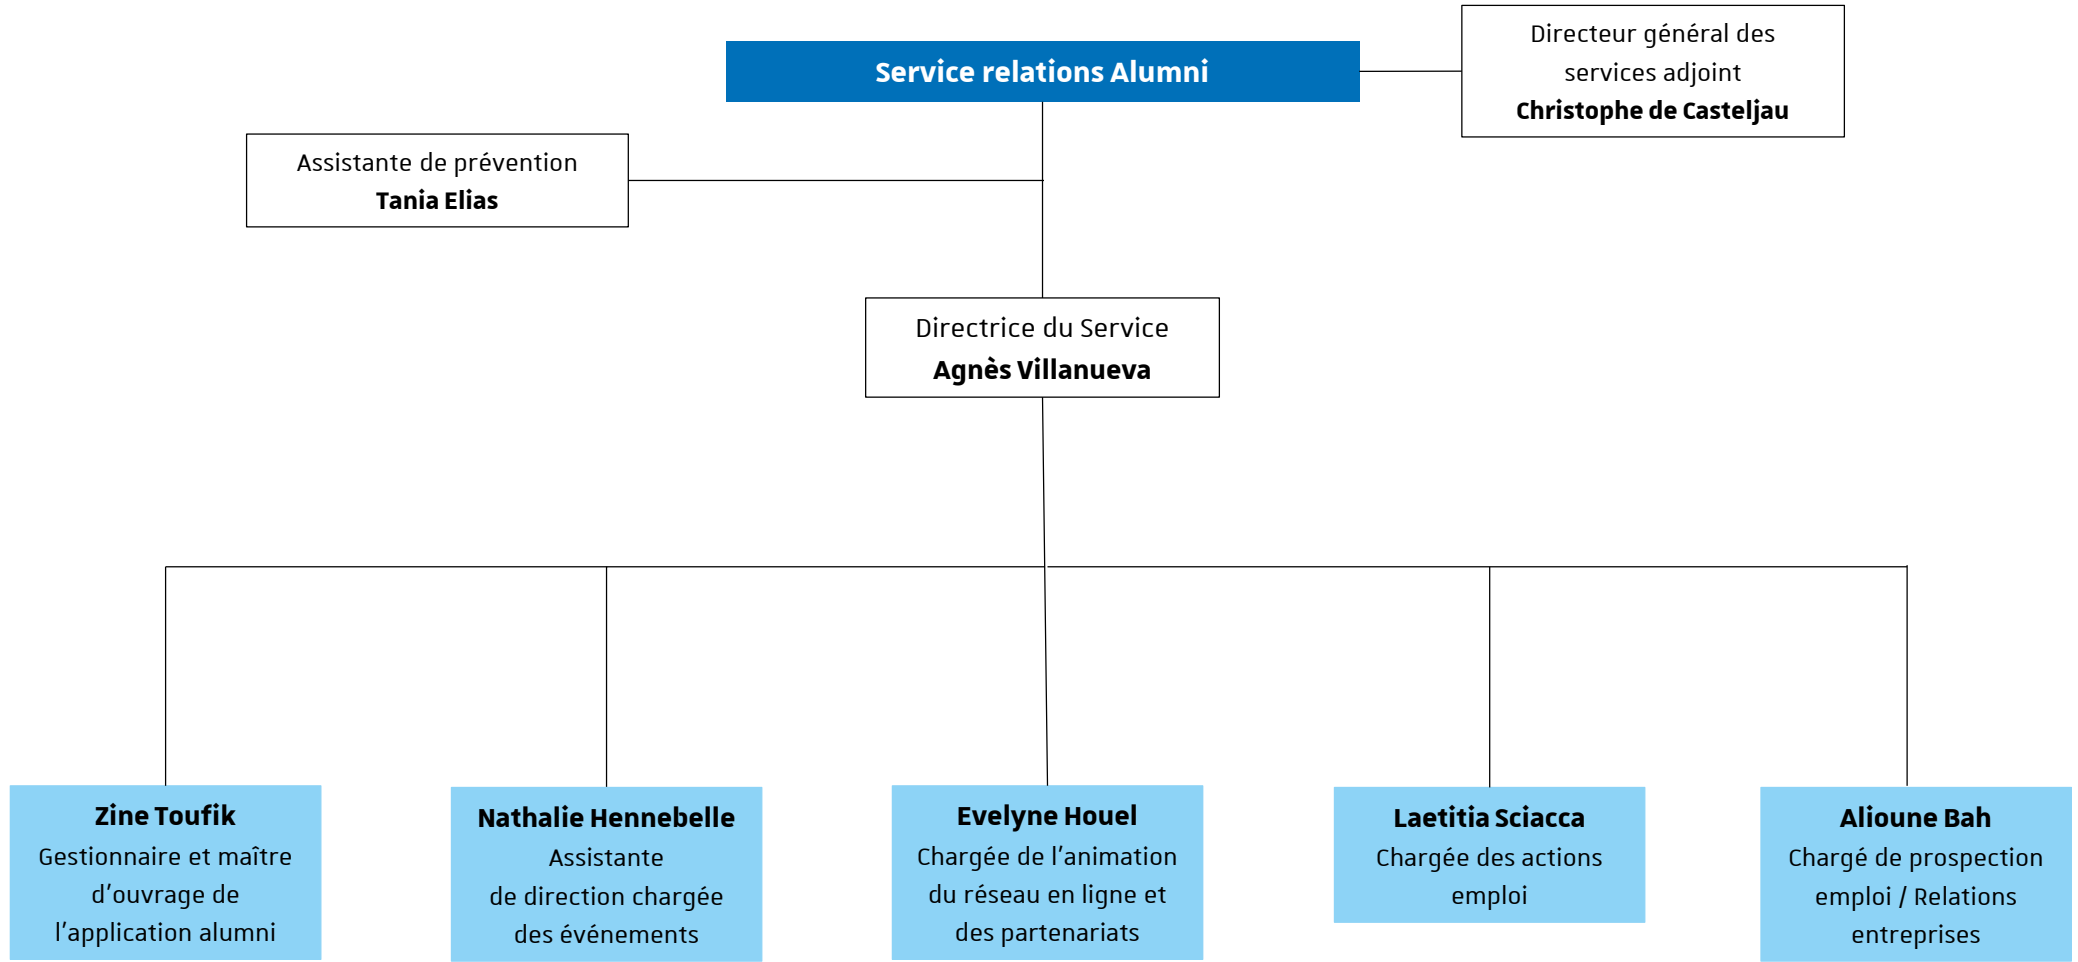 Service relations Alumni
Directeur général des
services adjoint
Christophe de Casteljau
Assistante de prévention
Tania Elias
Directrice du Service
Agnès Villanueva
Zine Toufik
Gestionnaire et maître
d'ouvrage de
l'application alumni
Nathalie Hennebelle
Assistante
de direction chargée
des événements
Evelyne Houel
Chargée de l'animation
du réseau en ligne et
des partenariats
Laetitia Sciacca
Chargée des actions
emploi
Alioune Bah
Chargé de prospection
emploi / Relations
entreprises